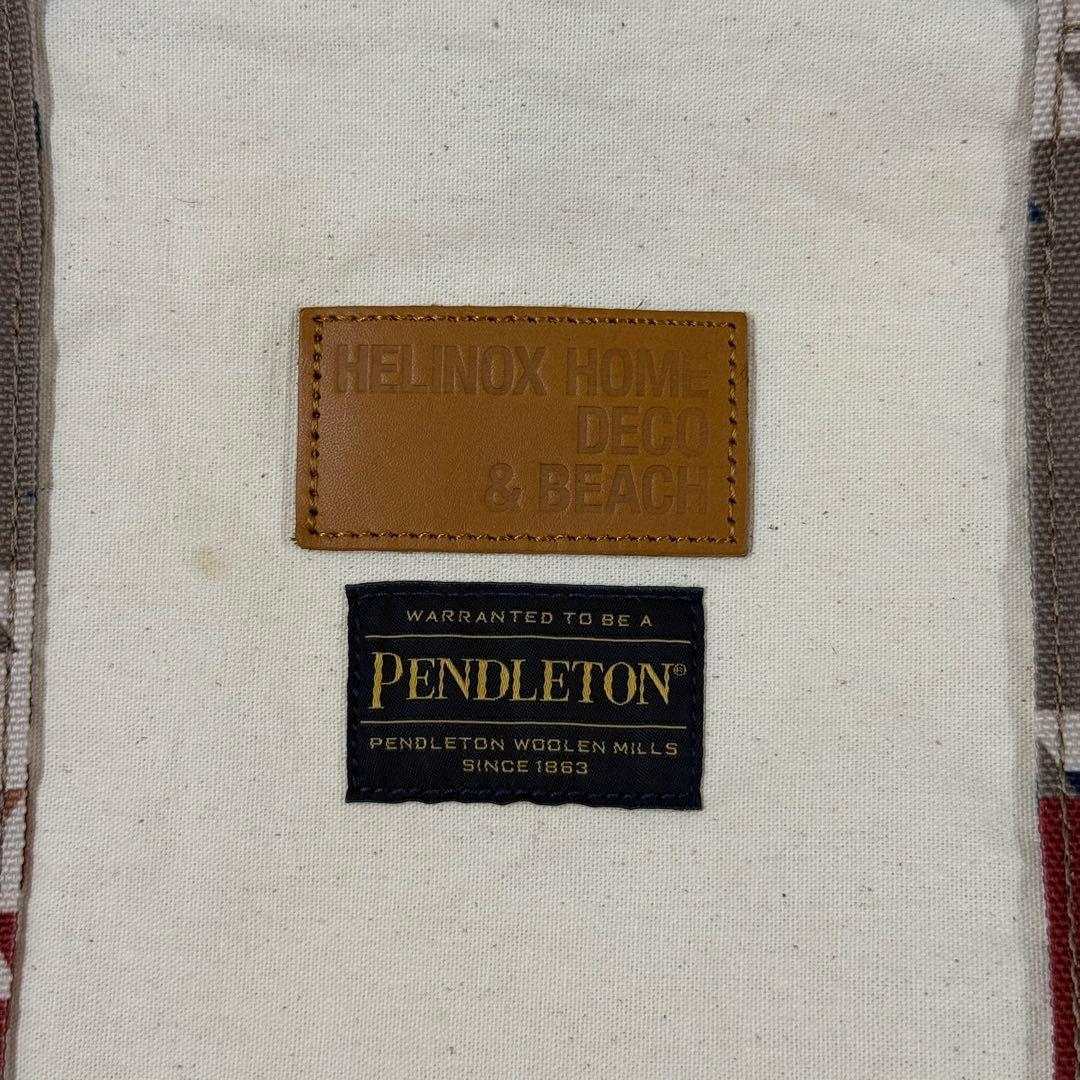 HELINOX HOME
DECO
& BEACH
WARRANTED TO BE A
PENDLETON®
PENDLETON WOOLEN MILLS
SINCE 1863